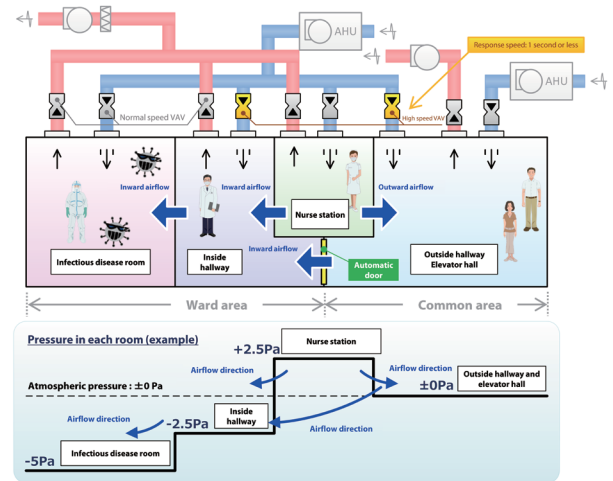 AHU
Response speed: 1 second or less
AHU
Normal speed VAV
High speed VAV
Inward airflow
Inward airflow
Outward airflow
Nurse station
Inward airflow
Infectious disease room
Inside
hallway
Automatic
door
Outside hallway
Elevator hall
Ward area
Common area
Pressure in each room (example)
Nurse station
+2.5Pa
Airflow direction
Airflow direction
Outside hallway and
elevator hall
±0Pa
Atmospheric pressure : ±0 Pa
Airflow direction
Inside
hallway
-2.5Pa
Airflow direction
Infectious disease room
-5Pa